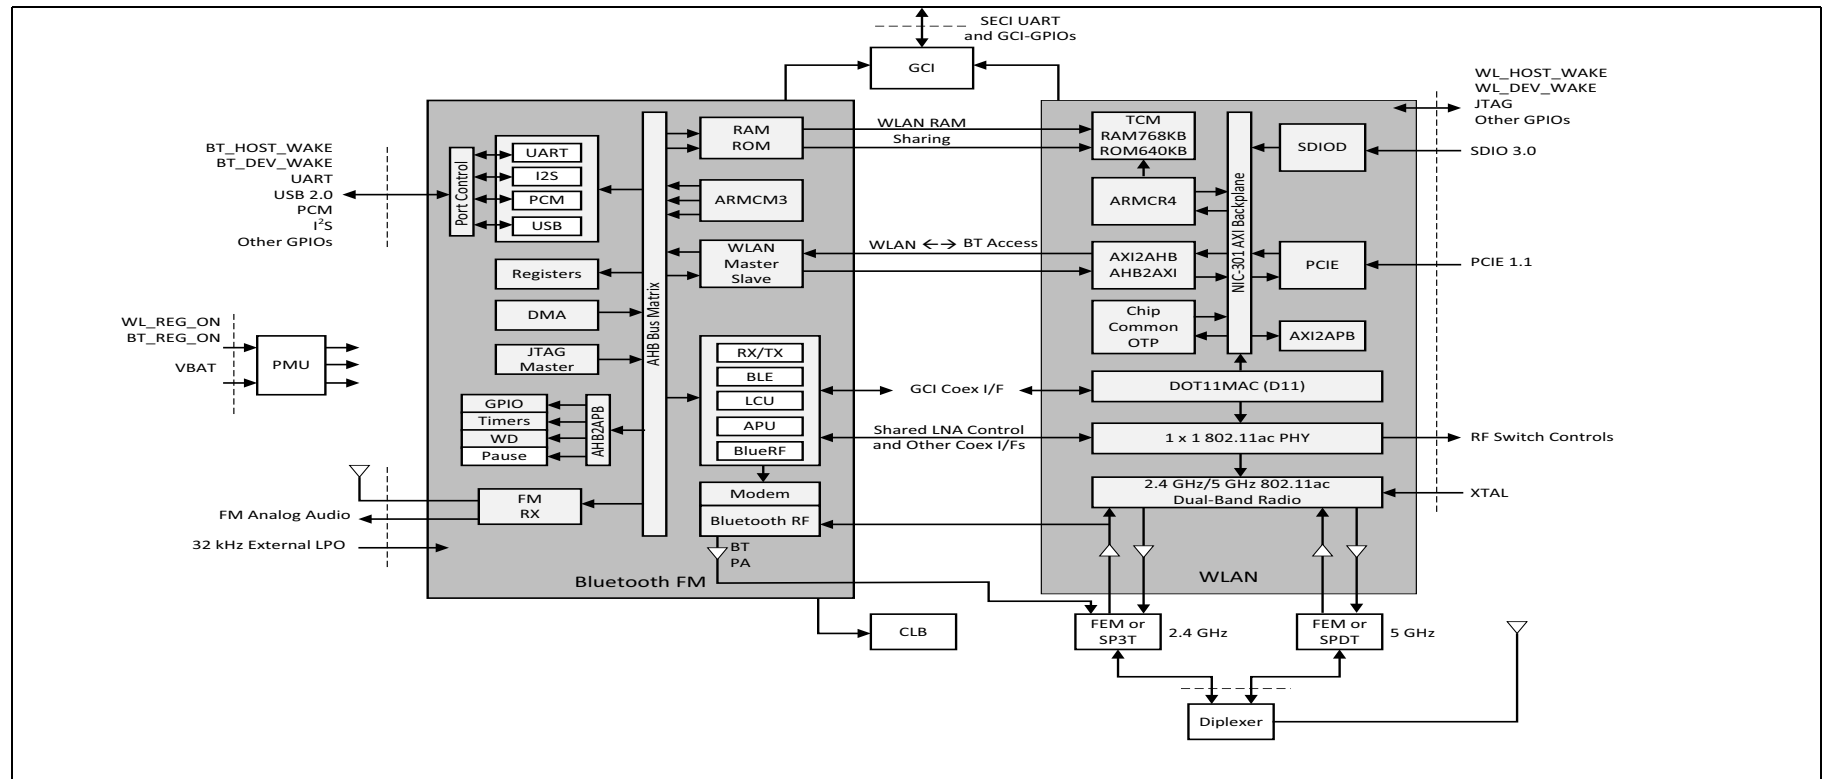 SECI UART
and GCI-GPIOs
GCI
WL_HOST_WAKE
WL_DEV_WAKE
JTAG
Other GPIOs
SDIO 3.0
PCIE 1.1
RF Switch Controls
XTAL
BT_HOST_WAKE
BT_DEV_WAKE
UART
USB 2.0
PCM
I²S
Other GPIOs
WL_REG_ON
BT_REG_ON
VBAT
PMU
FM Analog Audio
32 kHz External LPO
Port Control
UART
I2S
PCM
USB
Registers
DMA
JTAG
Master
GPIO
Timers
WD
Pause
AHB2APB
FM
RX
AHB Bus Matrix
RAM
ROM
ARMCM3
WLAN
Master
Slave
RX/TX
BLE
LCU
APU
BlueRF
Modem
Bluetooth RF
BT
PA
Bluetooth FM
CLB
WLAN RAM
Sharing
WLAN <--> BT Access
GCI Coex I/F
Shared LNA Control
and Other Coex I/Fs
TCM
RAM768KB
ROM640KB
ARMCR4
AXI2AHB
AHB2AXI
Chip
Common
OTP
NIC-301 AXI Backplane
SDIOD
PCIE
AXI2APB
DOT11MAC (D11)
1 x 1 802.11ac PHY
2.4 GHz/5 GHz 802.11ac
Dual-Band Radio
WLAN
FEM or
SP3T
2.4 GHz
FEM or
SPDT
5 GHz
Diplexer